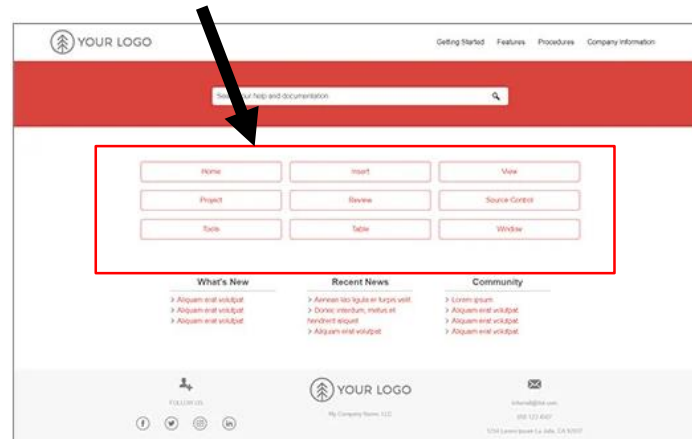 YOUR LOGO
Getting Started Features Procedures Company Information
Search your help and documentation
Home Insert View
Project Review Source Control
Tools Table Window
What's New Recent News Community
> Aliquam erat volutpat > Aenean leo ligula er turpis velit > Lorem ipsum
> Aliquam erat volutpat > Donec interdum, metus et > Aliquam erat volutpat
> Aliquam erat volutpat hendrerit aliquet > Aliquam erat volutpat
> Aliquam erat volutpat > Aliquam erat volutpat
FOLLOW US YOUR LOGO
My Company Name, LLC